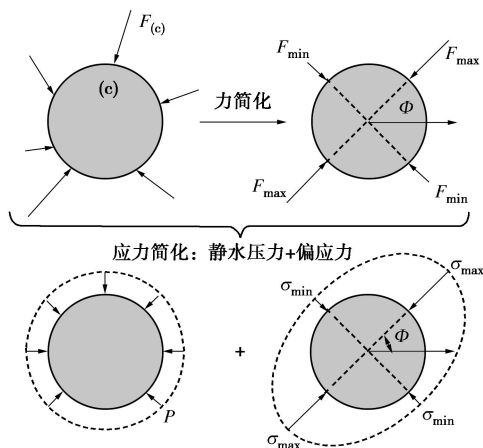 F(c)
(c)
力简化
Fmin
Fmax
Φ
Fmax
Fmin
应力简化：静水压力+偏应力
P
+
σmin
σmax
Φ
σmax
σmin